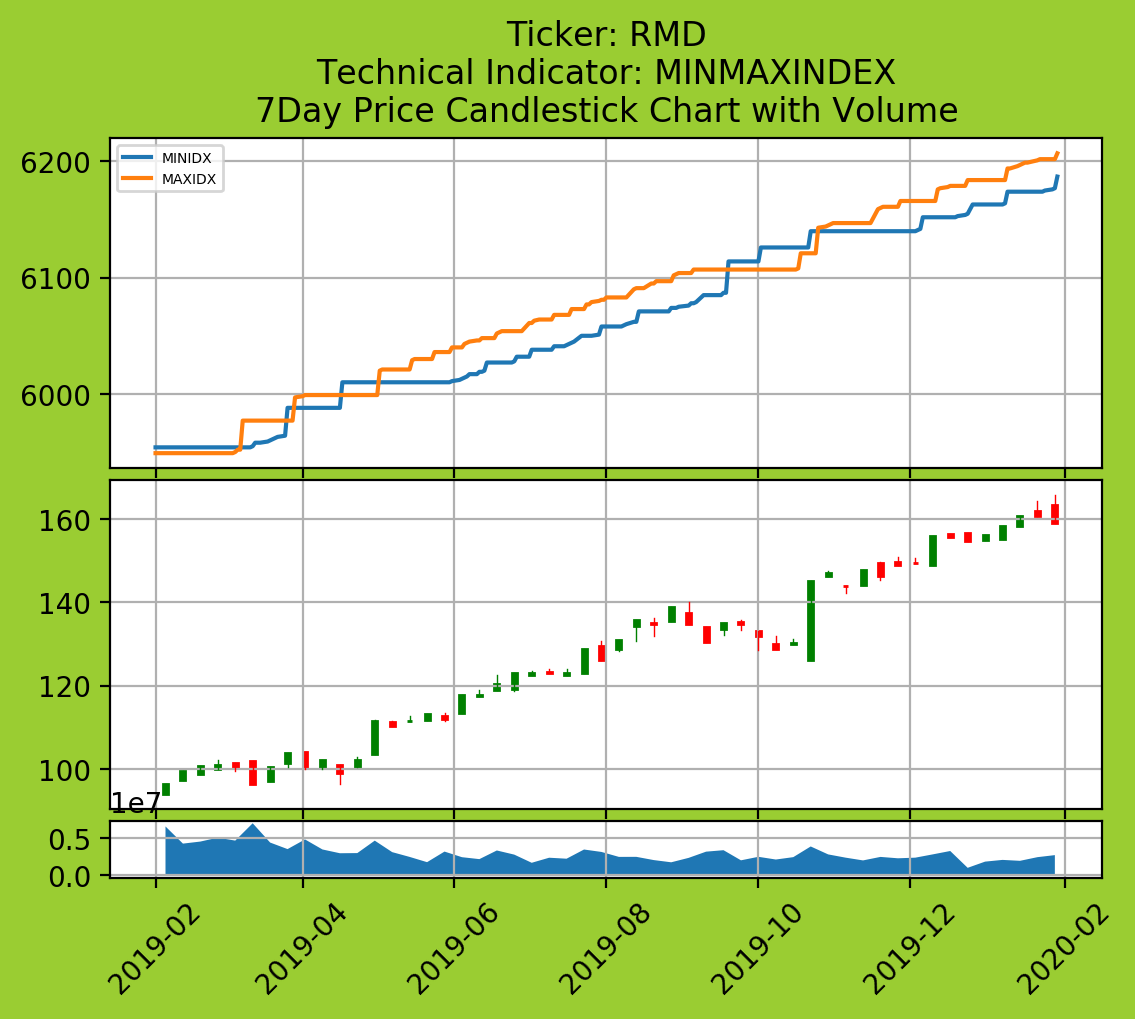 Ticker: RMD
Technical Indicator: MINMAXINDEX
7Day Price Candlestick Chart with Volume
MINIDX
MAXIDX
6200
6100
6000
160
140
120
100
1e7
0.5
0.0
2019-02
2019-04
2019-06
2019-08
2019-10
2019-12
2020-02